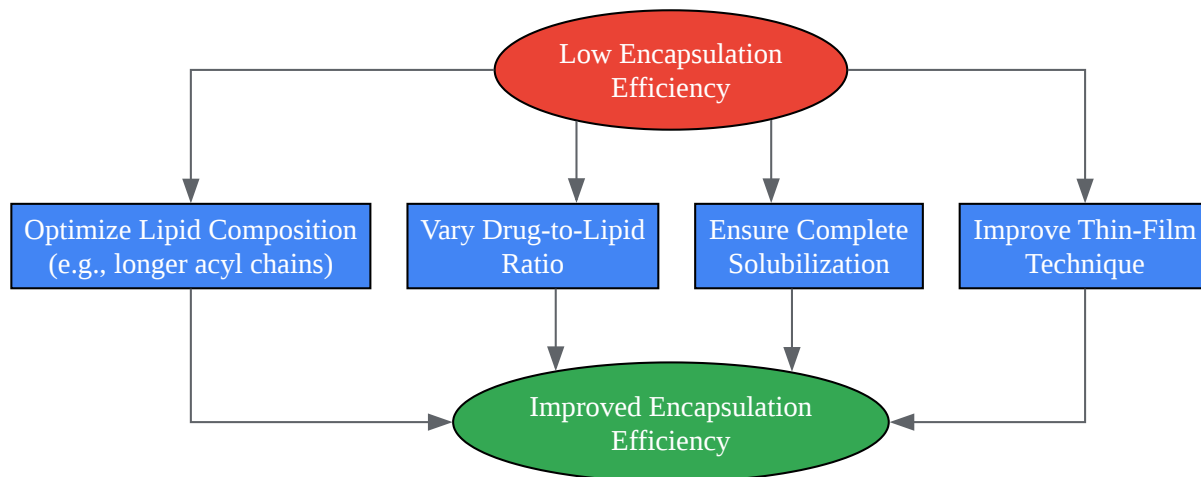 Low Encapsulation
Efficiency
Optimize Lipid Composition
(e.g., longer acyl chains)
Vary Drug-to-Lipid
Ratio
Ensure Complete
Solubilization
Improve Thin-Film
Technique
Improved Encapsulation
Efficiency